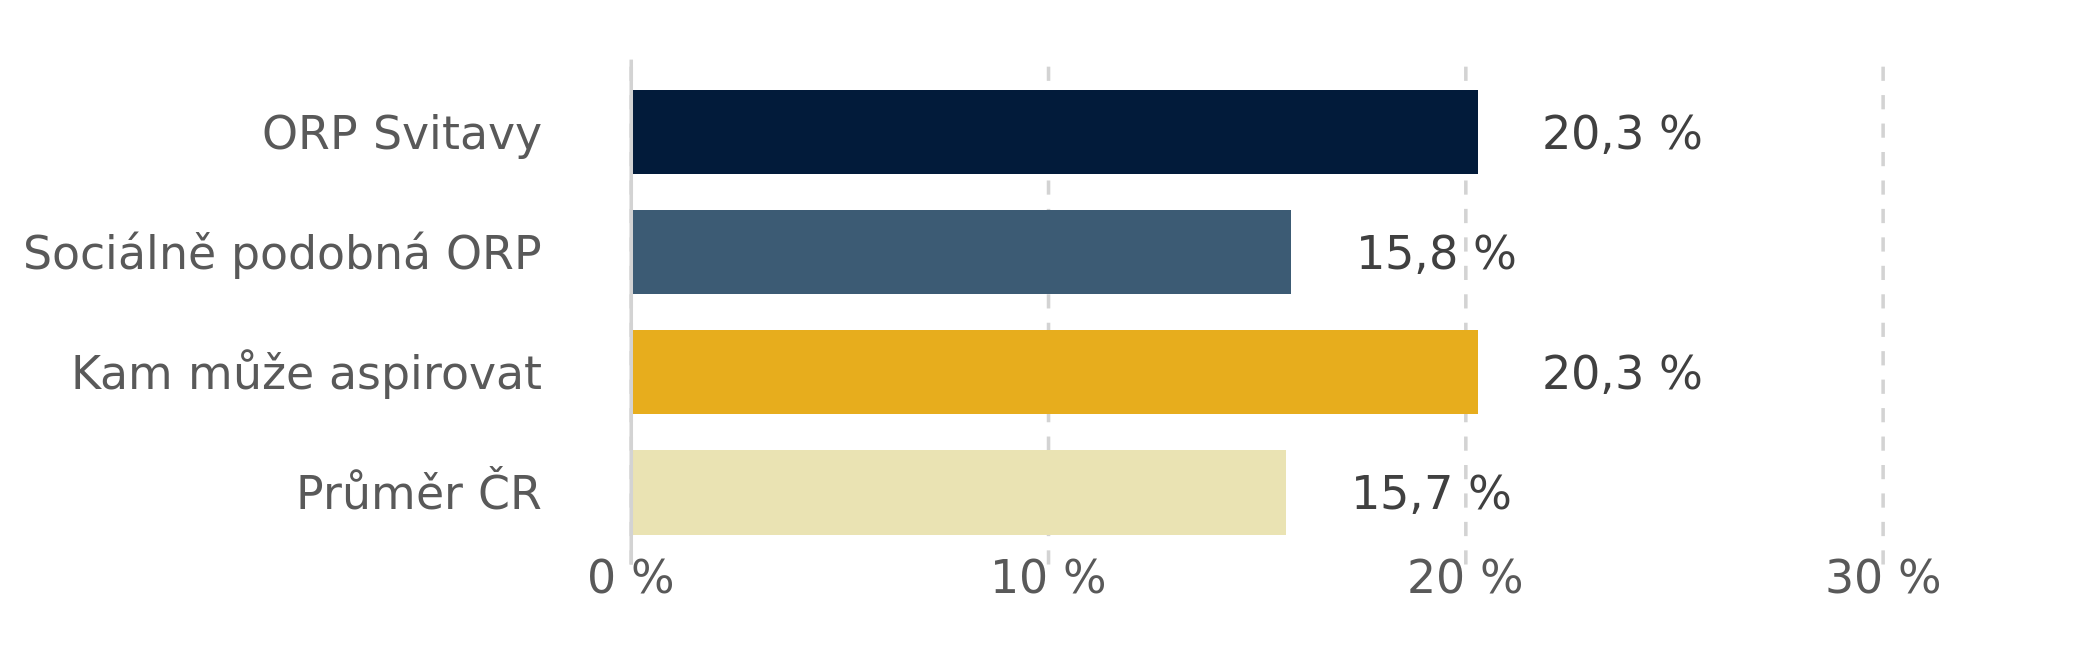 ORP Svitavy
20,3 %
Sociálně podobná ORP
15,8 %
Kam může aspirovat
20,3 %
Průměr ČR
15,7 %
0 %
10 %
20 %
30 %